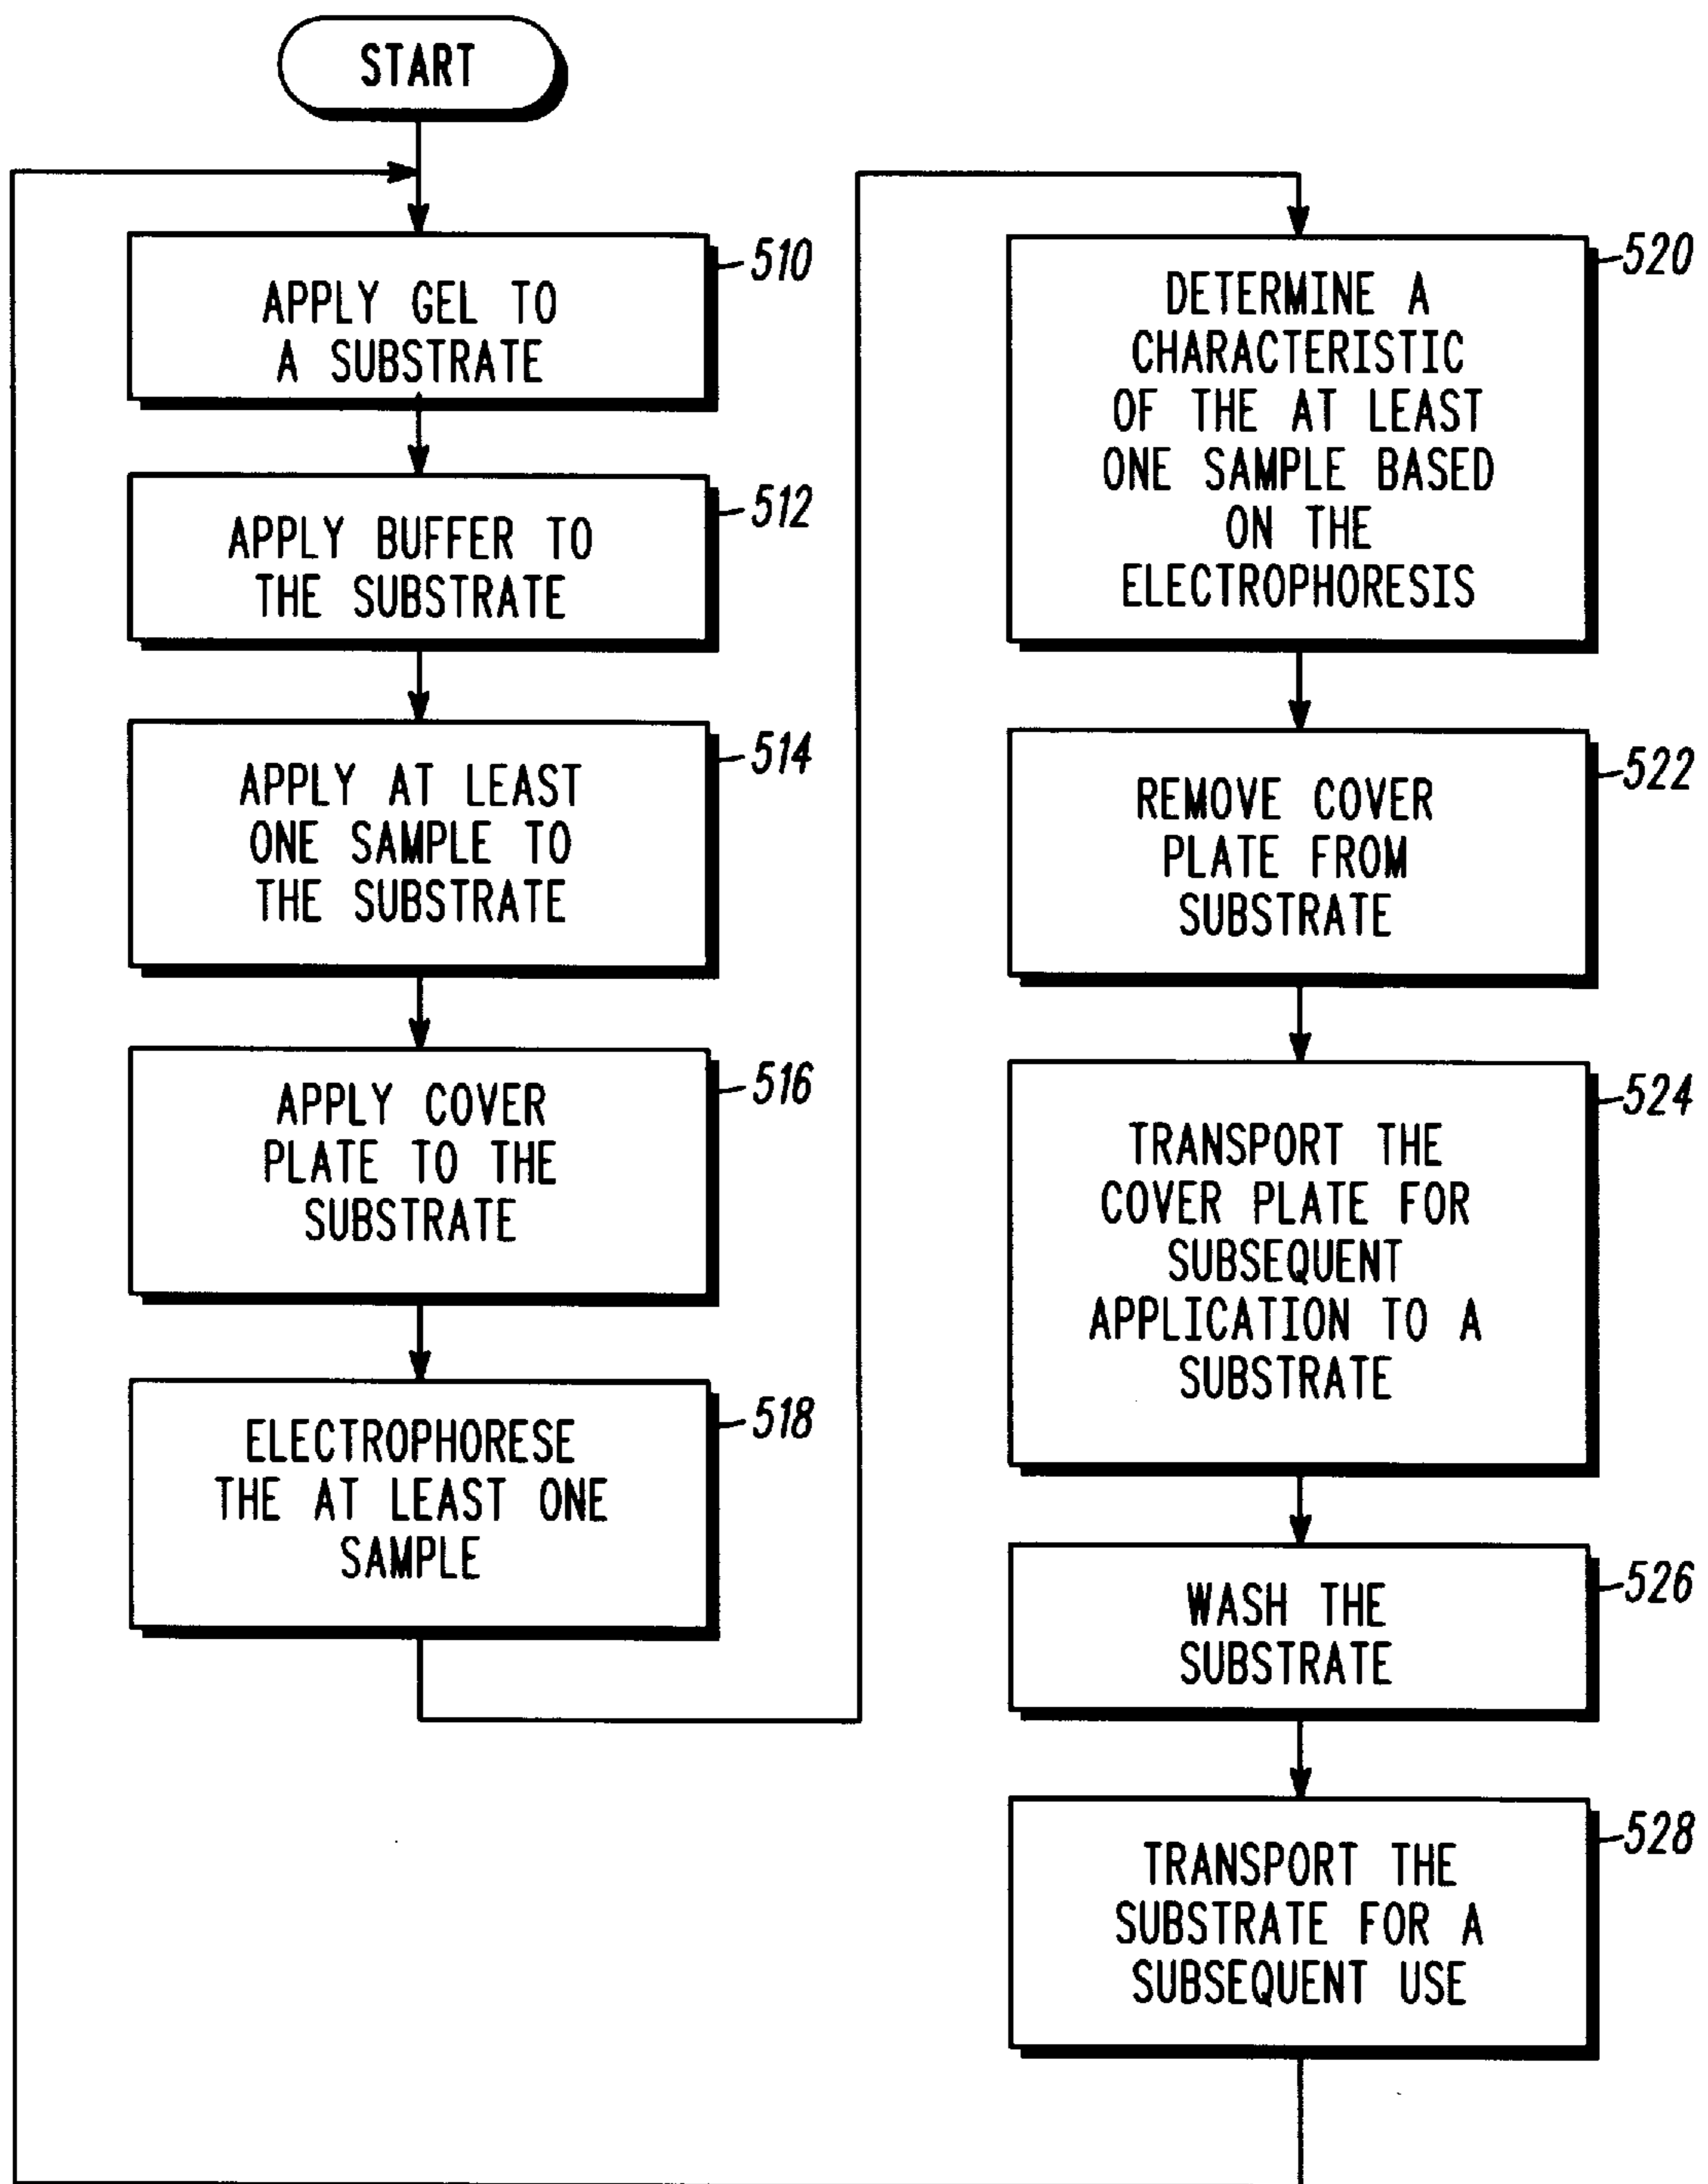 START
APPLY GEL TO
A SUBSTRATE
510
APPLY BUFFER TO
THE SUBSTRATE
512
APPLY AT LEAST
ONE SAMPLE TO
THE SUBSTRATE
514
APPLY COVER
PLATE TO THE
SUBSTRATE
516
ELECTROPHORESE
THE AT LEAST ONE
SAMPLE
518
DETERMINE A
CHARACTERISTIC
OF THE AT LEAST
ONE SAMPLE BASED
ON THE
ELECTROPHORESIS
520
REMOVE COVER
PLATE FROM
SUBSTRATE
522
TRANSPORT THE
COVER PLATE FOR
SUBSEQUENT
APPLICATION TO A
SUBSTRATE
524
WASH THE
SUBSTRATE
526
TRANSPORT THE
SUBSTRATE FOR A
SUBSEQUENT USE
528